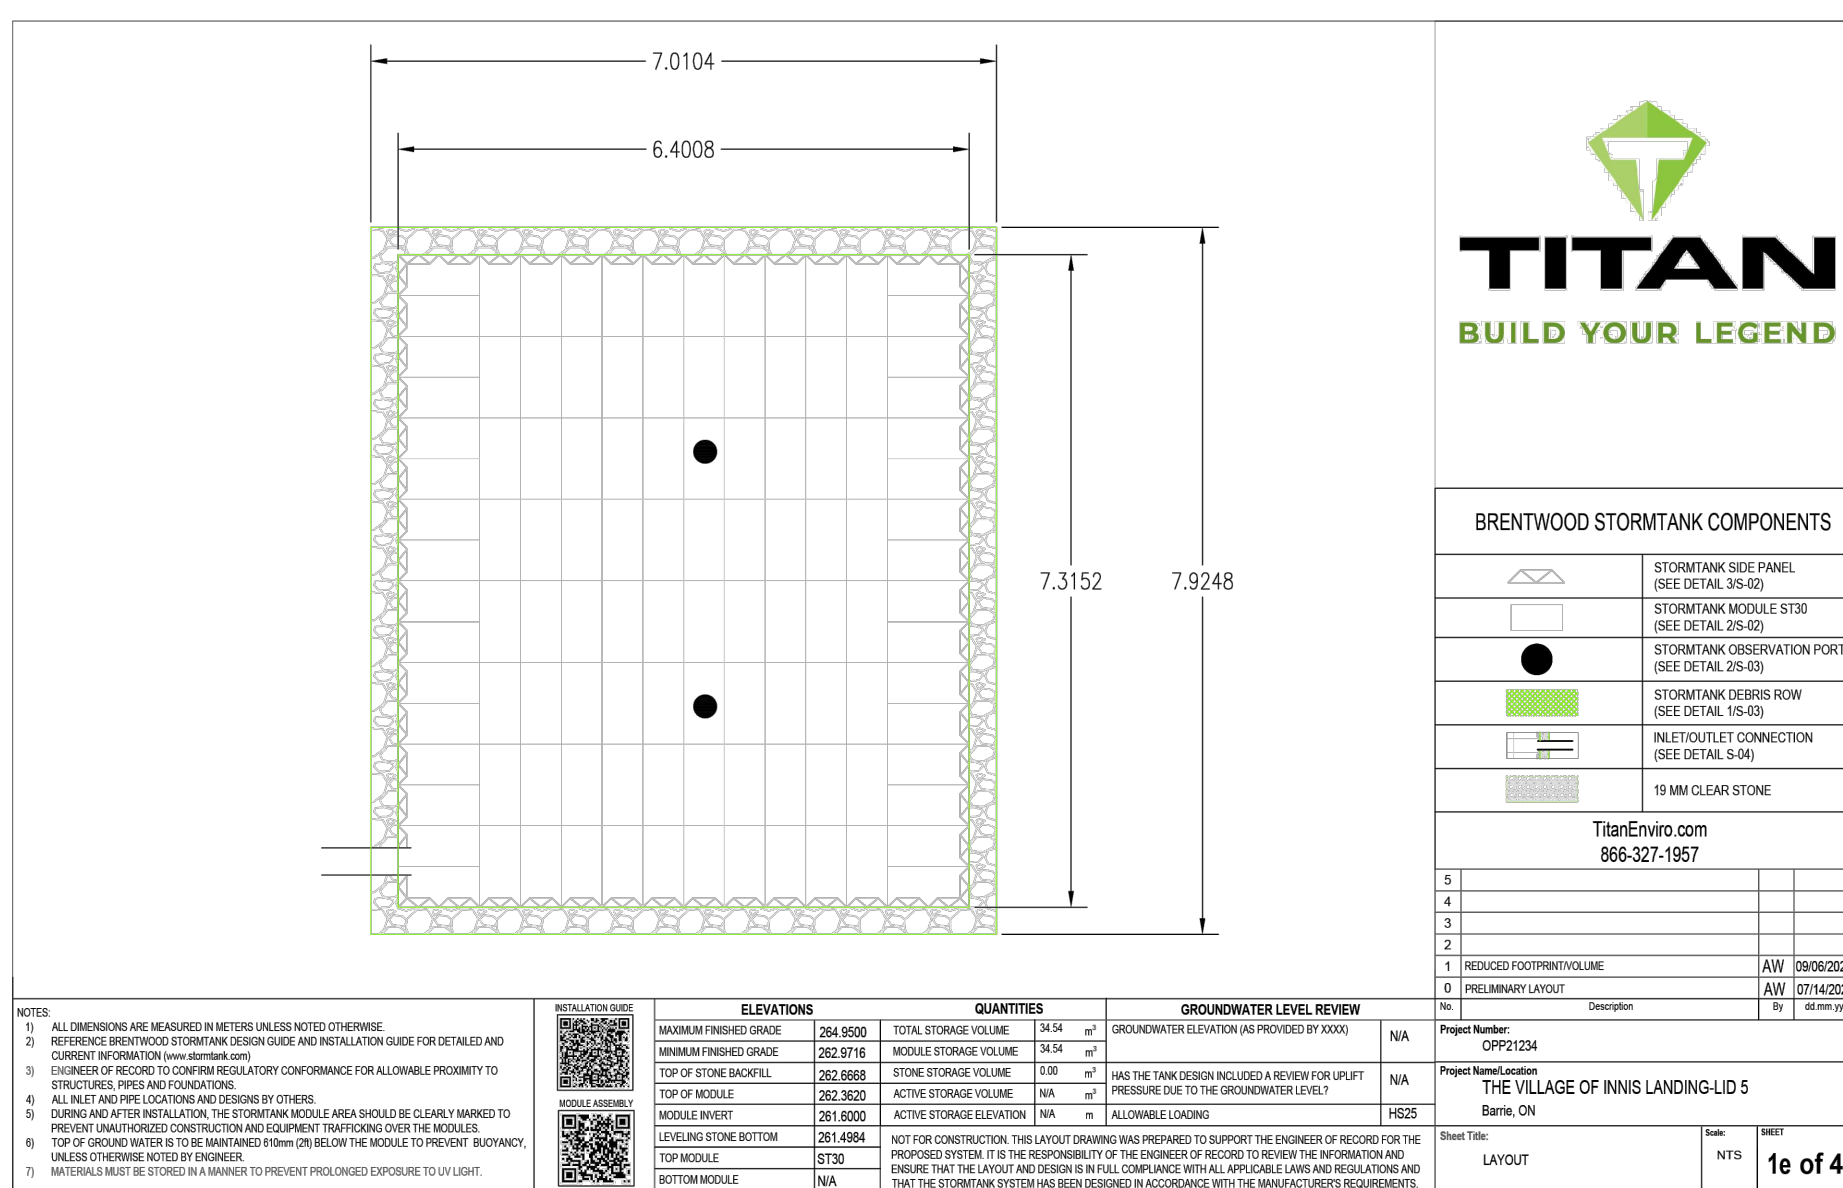 7.0104
6.4008
7.3152
7.9248
TITAN
BUILD YOUR LEGEND
BRENTWOOD STORMTANK COMPONENTS
STORMTANK SIDE PANEL
(SEE DETAIL 3/S-02)
STORMTANK MODULE ST30
(SEE DETAIL 2/S-02)
STORMTANK OBSERVATION PORT
(SEE DETAIL 2/S-03)
STORMTANK DEBRIS ROW
(SEE DETAIL 1/S-03)
INLET/OUTLET CONNECTION
(SEE DETAIL S-04)
19 MM CLEAR STONE
TitanEnviro.com
866-327-1957
5
4
3
2
1 REDUCED FOOTPRINT/VOLUME AW 09/06/202
0 PRELIMINARY LAYOUT AW 07/14/202
No. Description By dd.mm.yy
Project Number:
OPP21234
Project Name/Location
THE VILLAGE OF INNIS LANDING-LID 5
Barrie, ON
Sheet Title:
LAYOUT
Scale:
NTS
SHEET
1e of 4
NOTES:
1) ALL DIMENSIONS ARE MEASURED IN METERS UNLESS NOTED OTHERWISE.
2) REFERENCE BRENTWOOD STORMTANK DESIGN GUIDE AND INSTALLATION GUIDE FOR DETAILED AND
CURRENT INFORMATION (www.stormtank.com)
3) ENGINEER OF RECORD TO CONFIRM REGULATORY CONFORMANCE FOR ALLOWABLE PROXIMITY TO
STRUCTURES, PIPES AND FOUNDATIONS.
4) ALL INLET AND PIPE LOCATIONS AND DESIGNS BY OTHERS.
5) DURING AND AFTER INSTALLATION, THE STORMTANK MODULE AREA SHOULD BE CLEARLY MARKED TO
PREVENT UNAUTHORIZED CONSTRUCTION AND EQUIPMENT TRAFFICKING OVER THE MODULES.
6) TOP OF GROUND WATER IS TO BE MAINTAINED 610mm (2ft) BELOW THE MODULE TO PREVENT BUOYANCY,
UNLESS OTHERWISE NOTED BY ENGINEER.
7) MATERIALS MUST BE STORED IN A MANNER TO PREVENT PROLONGED EXPOSURE TO UV LIGHT.
INSTALLATION GUIDE
MODULE ASSEMBLY
ELEVATIONS
MAXIMUM FINISHED GRADE 264.9500
MINIMUM FINISHED GRADE 262.9716
TOP OF STONE BACKFILL 262.6668
TOP OF MODULE 262.3620
MODULE INVERT 261.6000
LEVELING STONE BOTTOM 261.4984
TOP MODULE ST30
BOTTOM MODULE N/A
QUANTITIES
TOTAL STORAGE VOLUME 34.54 m³
MODULE STORAGE VOLUME 34.54 m³
STONE STORAGE VOLUME 0.00 m³
ACTIVE STORAGE VOLUME N/A m³
ACTIVE STORAGE ELEVATION N/A m
GROUNDWATER LEVEL REVIEW
GROUNDWATER ELEVATION (AS PROVIDED BY XXXX) N/A
HAS THE TANK DESIGN INCLUDED A REVIEW FOR UPLIFT
PRESSURE DUE TO THE GROUNDWATER LEVEL? N/A
ALLOWABLE LOADING HS25
NOT FOR CONSTRUCTION. THIS LAYOUT DRAWING WAS PREPARED TO SUPPORT THE ENGINEER OF RECORD FOR THE
PROPOSED SYSTEM. IT IS THE RESPONSIBILITY OF THE ENGINEER OF RECORD TO REVIEW THE INFORMATION AND
ENSURE THAT THE LAYOUT AND DESIGN IS IN FULL COMPLIANCE WITH ALL APPLICABLE LAWS AND REGULATIONS AND
THAT THE STORMTANK SYSTEM HAS BEEN DESIGNED IN ACCORDANCE WITH THE MANUFACTURER'S REQUIREMENTS.